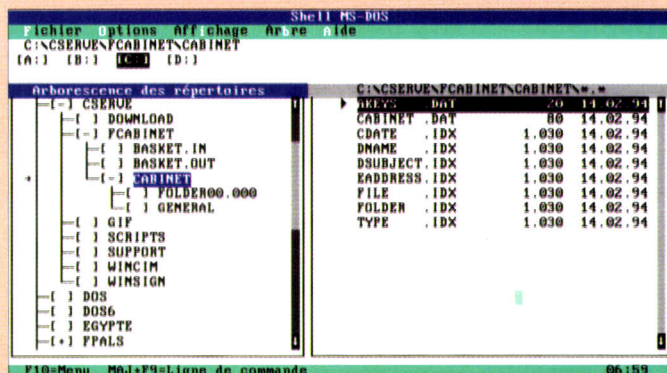 Shell MS-DOS
Fichier Options Affichage Arbre Aide
C:\CSERVE\FCABINET\CABINET
[A:] [B:] [C:] [D:]
Arborescence des répertoires
C:\CSERVE\FCABINET\CABINET\*.*
[-] CSERVE
[ ] DOWNLOAD
[-] FCABINET
[ ] BASKET.IN
[ ] BASKET.OUT
[-] CABINET
[ ] FOLDER00.000
[ ] GENERAL
[ ] GIF
[ ] SCRIPTS
[ ] SUPPORT
[ ] WINCIM
[ ] WINSIGN
[ ] DOS
[ ] DOS6
[ ] EGYPTE
[+] FPALS
AKEYS .DAT 20 14.02.94
CABINET .DAT 80 14.02.94
CDATE .IDX 1.030 14.02.94
DNAME .IDX 1.030 14.02.94
DSUBJECT.IDX 1.030 14.02.94
EADDRESS.IDX 1.030 14.02.94
FILE .IDX 1.030 14.02.94
FOLDER .IDX 1.030 14.02.94
TYPE .IDX 1.030 14.02.94
F10=Menu MAJ+F9=Ligne de commande 06:59